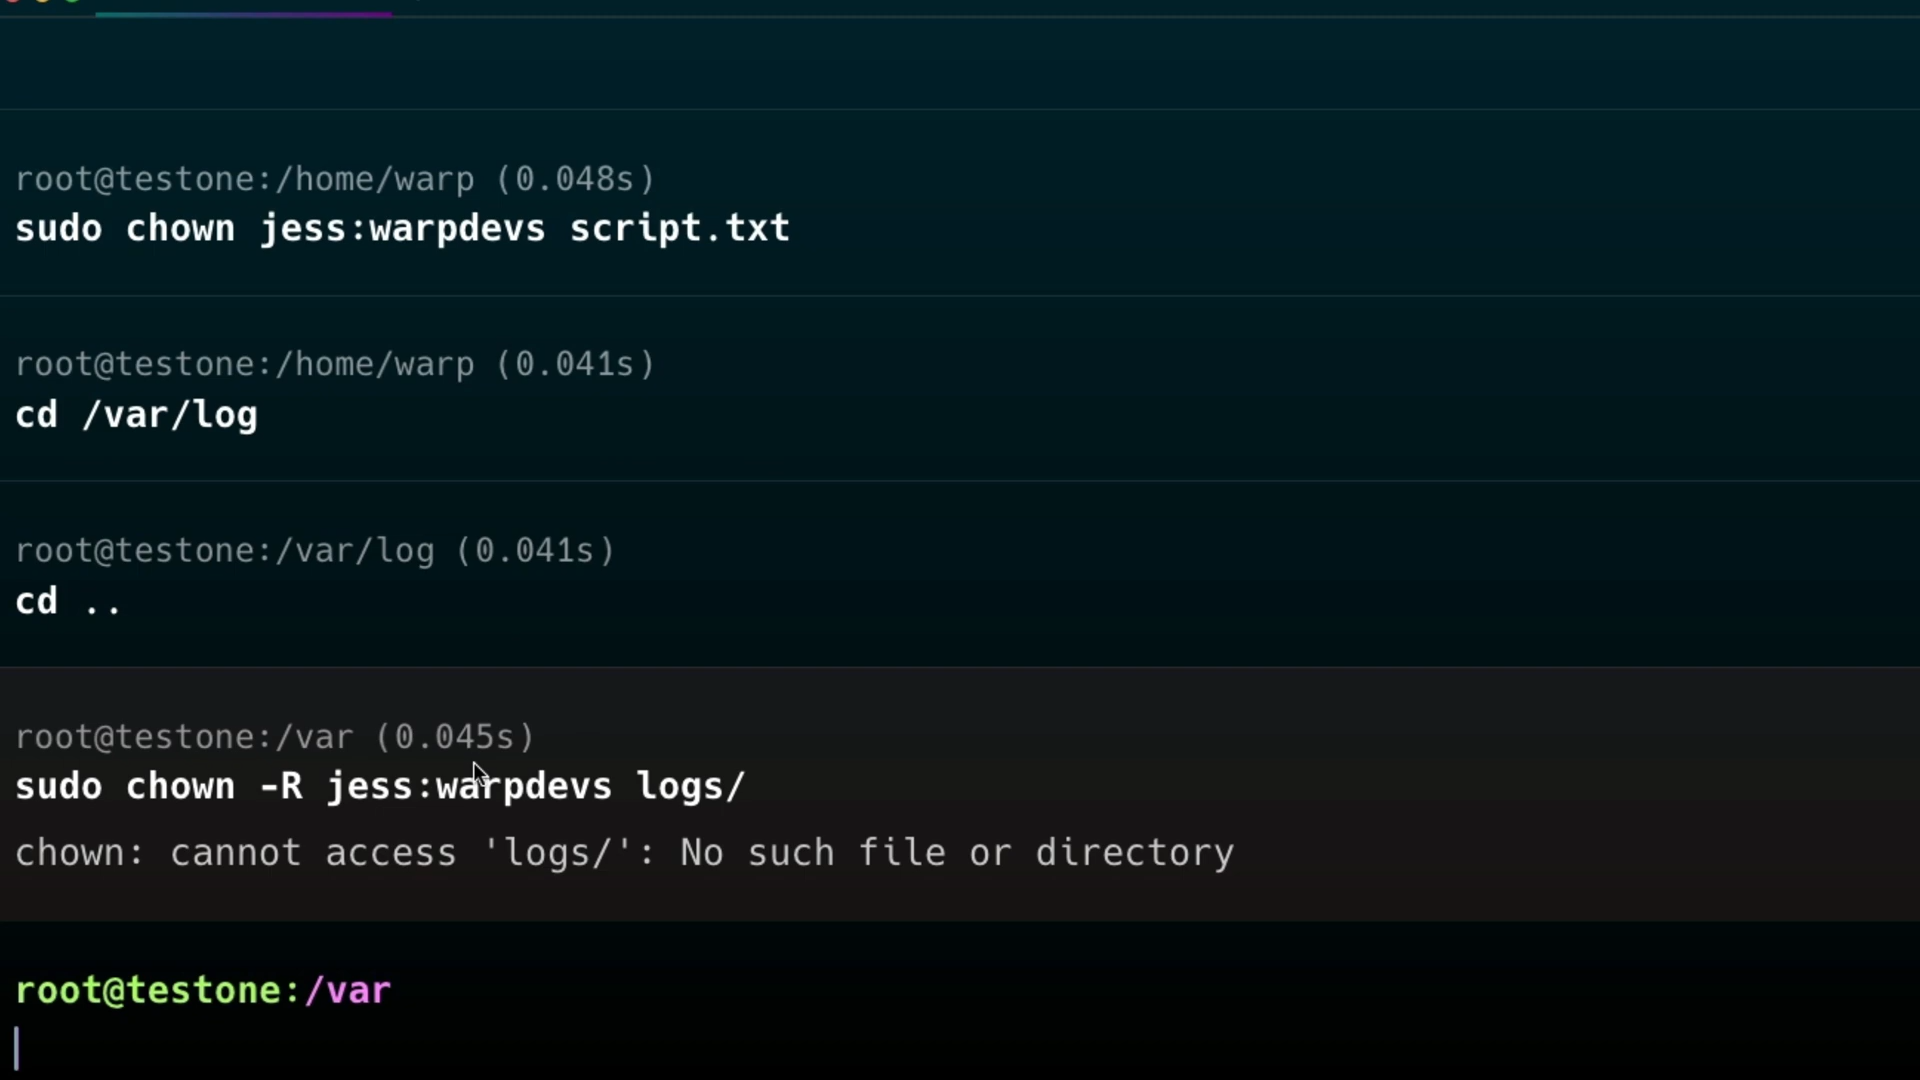 root@testone:/home/warp (0.048s)
sudo chown jess:warpdevs script.txt
root@testone:/home/warp (0.041s)
cd /var/log
root@testone:/var/log (0.041s)
cd ..
root@testone:/var (0.045s)
sudo chown -R jess:warpdevs logs/
chown: cannot access 'logs/': No such file or directory
root@testone:/var